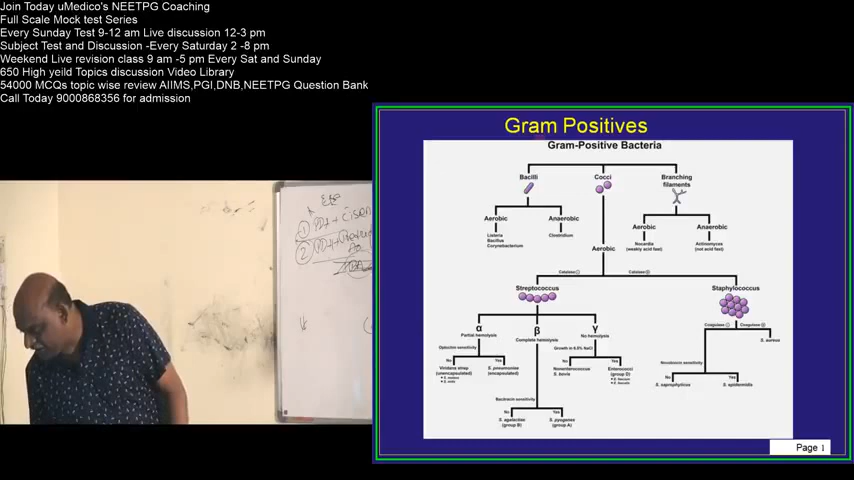 Join Today uMedico's NEETPG Coaching
Full Scale Mock test Series
Every Sunday Test 9-12 am Live discussion 12-3 pm
Subject Test and Discussion -Every Saturday 2 -8 pm
Weekend Live revision class 9 am -5 pm Every Sat and Sunday
650 High yeild Topics discussion Video Library
54000 MCQs topic wise review AIIMS,PGI,DNB,NEETPG Question Bank
Call Today 9000868356 for admission
Gram Positives
Gram-Positive Bacteria
Bacilli
Cocci
Branching
filaments
Aerobic
Anaerobic
Listeria
Bacillus
Corynebacterium
Clostridium
Aerobic
Anaerobic
Nocardia
(weakly acid fast)
Actinomyces
(not acid fast)
Aerobic
Catalase
Catalase
Streptococcus
Staphylococcus
α
Partial hemolysis
β
Complete hemolysis
γ
No hemolysis
Coagulase
Coagulase
S. aureus
Optochin sensitivity
No
Yes
Viridans strep
(unencapsulated)
S. pneumoniae
(encapsulated)
Growth in 6.5% NaCl
No
Yes
Nonenterococcus
S. bovis
Enterococci
(group D)
Novobiocin sensitivity
No
Yes
S. saprophyticus
S. epidermidis
Bacitracin sensitivity
No
Yes
S. agalactiae
(group B)
S. pyogenes
(group A)
Page 1